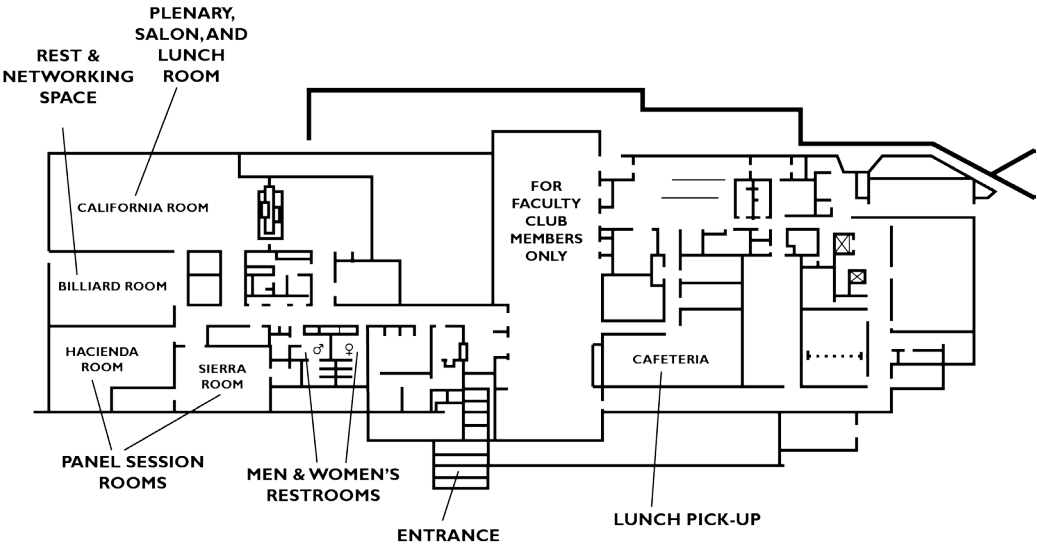 PLENARY,
SALON, AND
LUNCH
ROOM
REST &
NETWORKING
SPACE
CALIFORNIA ROOM
FOR
FACULTY
CLUB
MEMBERS
ONLY
BILLIARD ROOM
HACIENDA
ROOM
SIERRA
ROOM
♂
♀
CAFETERIA
PANEL SESSION
ROOMS
MEN & WOMEN'S
RESTROOMS
ENTRANCE
LUNCH PICK-UP